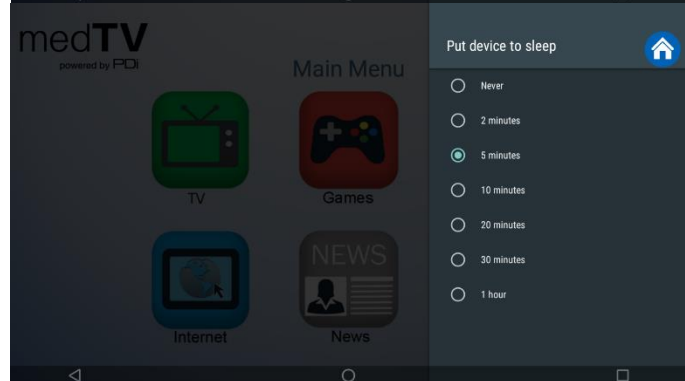 medTV
powered by PDi
Main Menu
TV
Games
Internet
NEWS
News
Put device to sleep
Never
2 minutes
5 minutes
10 minutes
20 minutes
30 minutes
1 hour